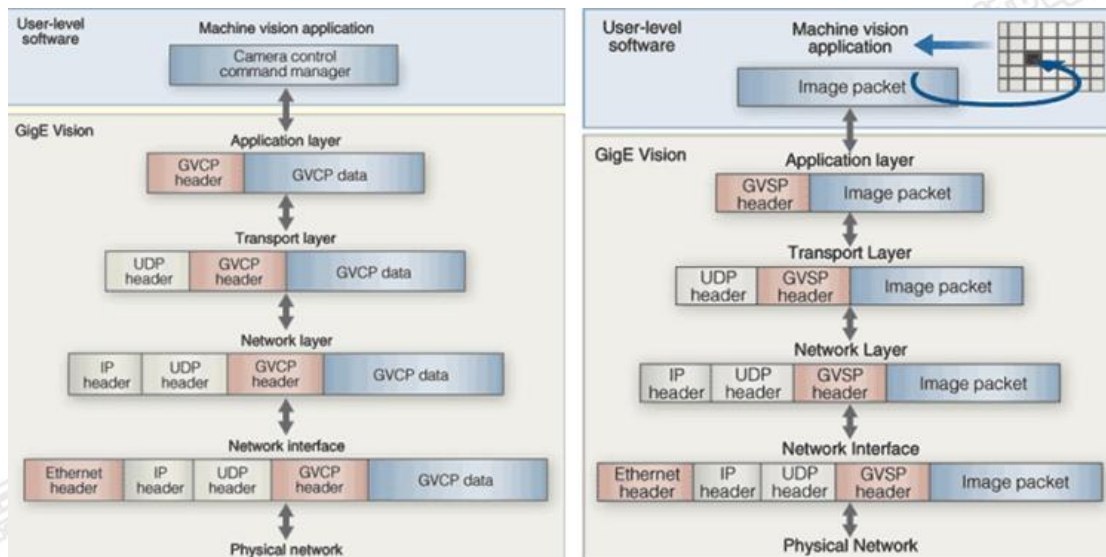 User-level
software
Machine vision application
Camera control
command manager
GigE Vision
Application layer
GVCP
header
GVCP data
Transport layer
UDP
header
GVCP
header
GVCP data
Network layer
IP
header
UDP
header
GVCP
header
GVCP data
Network interface
Ethernet
header
IP
header
UDP
header
GVCP
header
GVCP data
Physical network
User-level
software
Machine vision
application
Image packet
GigE Vision
Application layer
GVSP
header
Image packet
Transport Layer
UDP
header
GVSP
header
Image packet
Network Layer
IP
header
UDP
header
GVSP
header
Image packet
Network Interface
Ethernet
header
IP
header
UDP
header
GVSP
header
Image packet
Physical Network